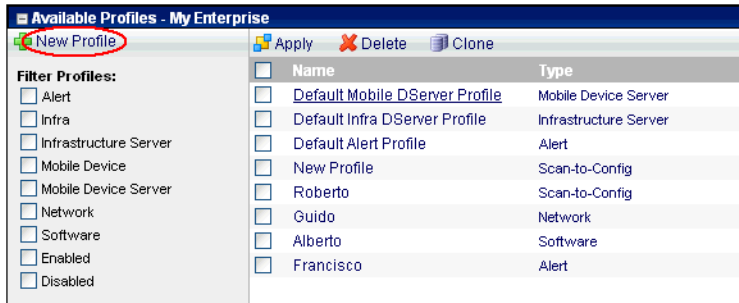 Available Profiles - My Enterprise
New Profile
Apply Delete Clone
Filter Profiles:
Alert
Infra
Infrastructure Server
Mobile Device
Mobile Device Server
Network
Software
Enabled
Disabled
Name Type
Default Mobile DServer Profile Mobile Device Server
Default Infra DServer Profile Infrastructure Server
Default Alert Profile Alert
New Profile Scan-to-Config
Roberto Scan-to-Config
Guido Network
Alberto Software
Francisco Alert